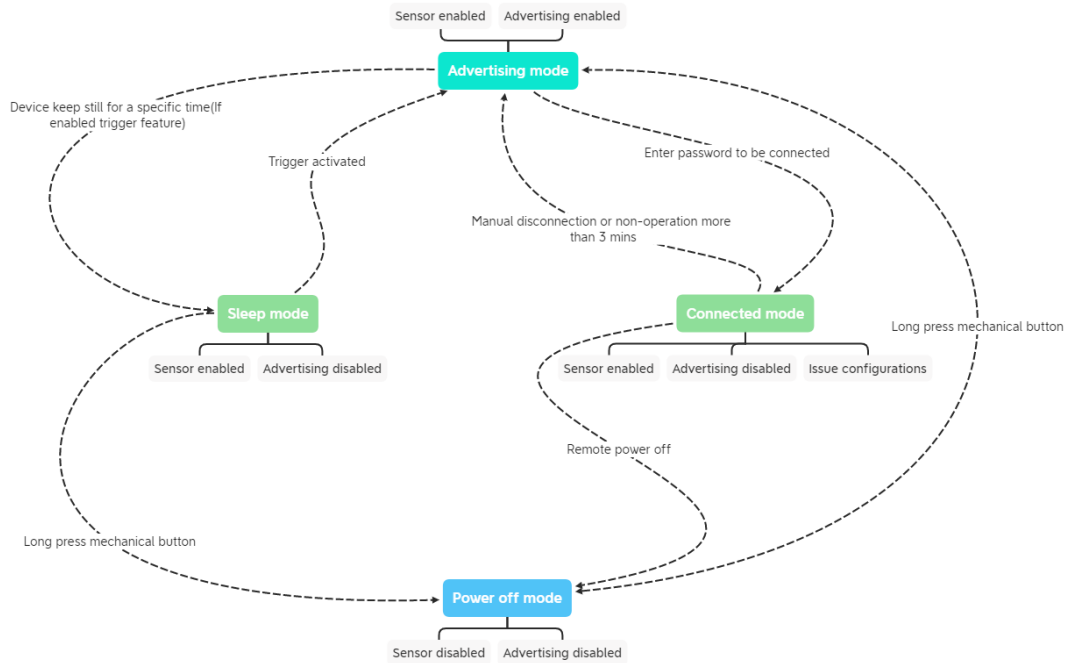 Sensor enabled
Advertising enabled
Advertising mode
Device keep still for a specific time(If
enabled trigger feature)
Trigger activated
Enter password to be connected
Manual disconnection or non-operation more
than 3 mins
Sleep mode
Connected mode
Long press mechanical button
Sensor enabled
Advertising disabled
Sensor enabled
Advertising disabled
Issue configurations
Remote power off
Long press mechanical button
Power off mode
Sensor disabled
Advertising disabled